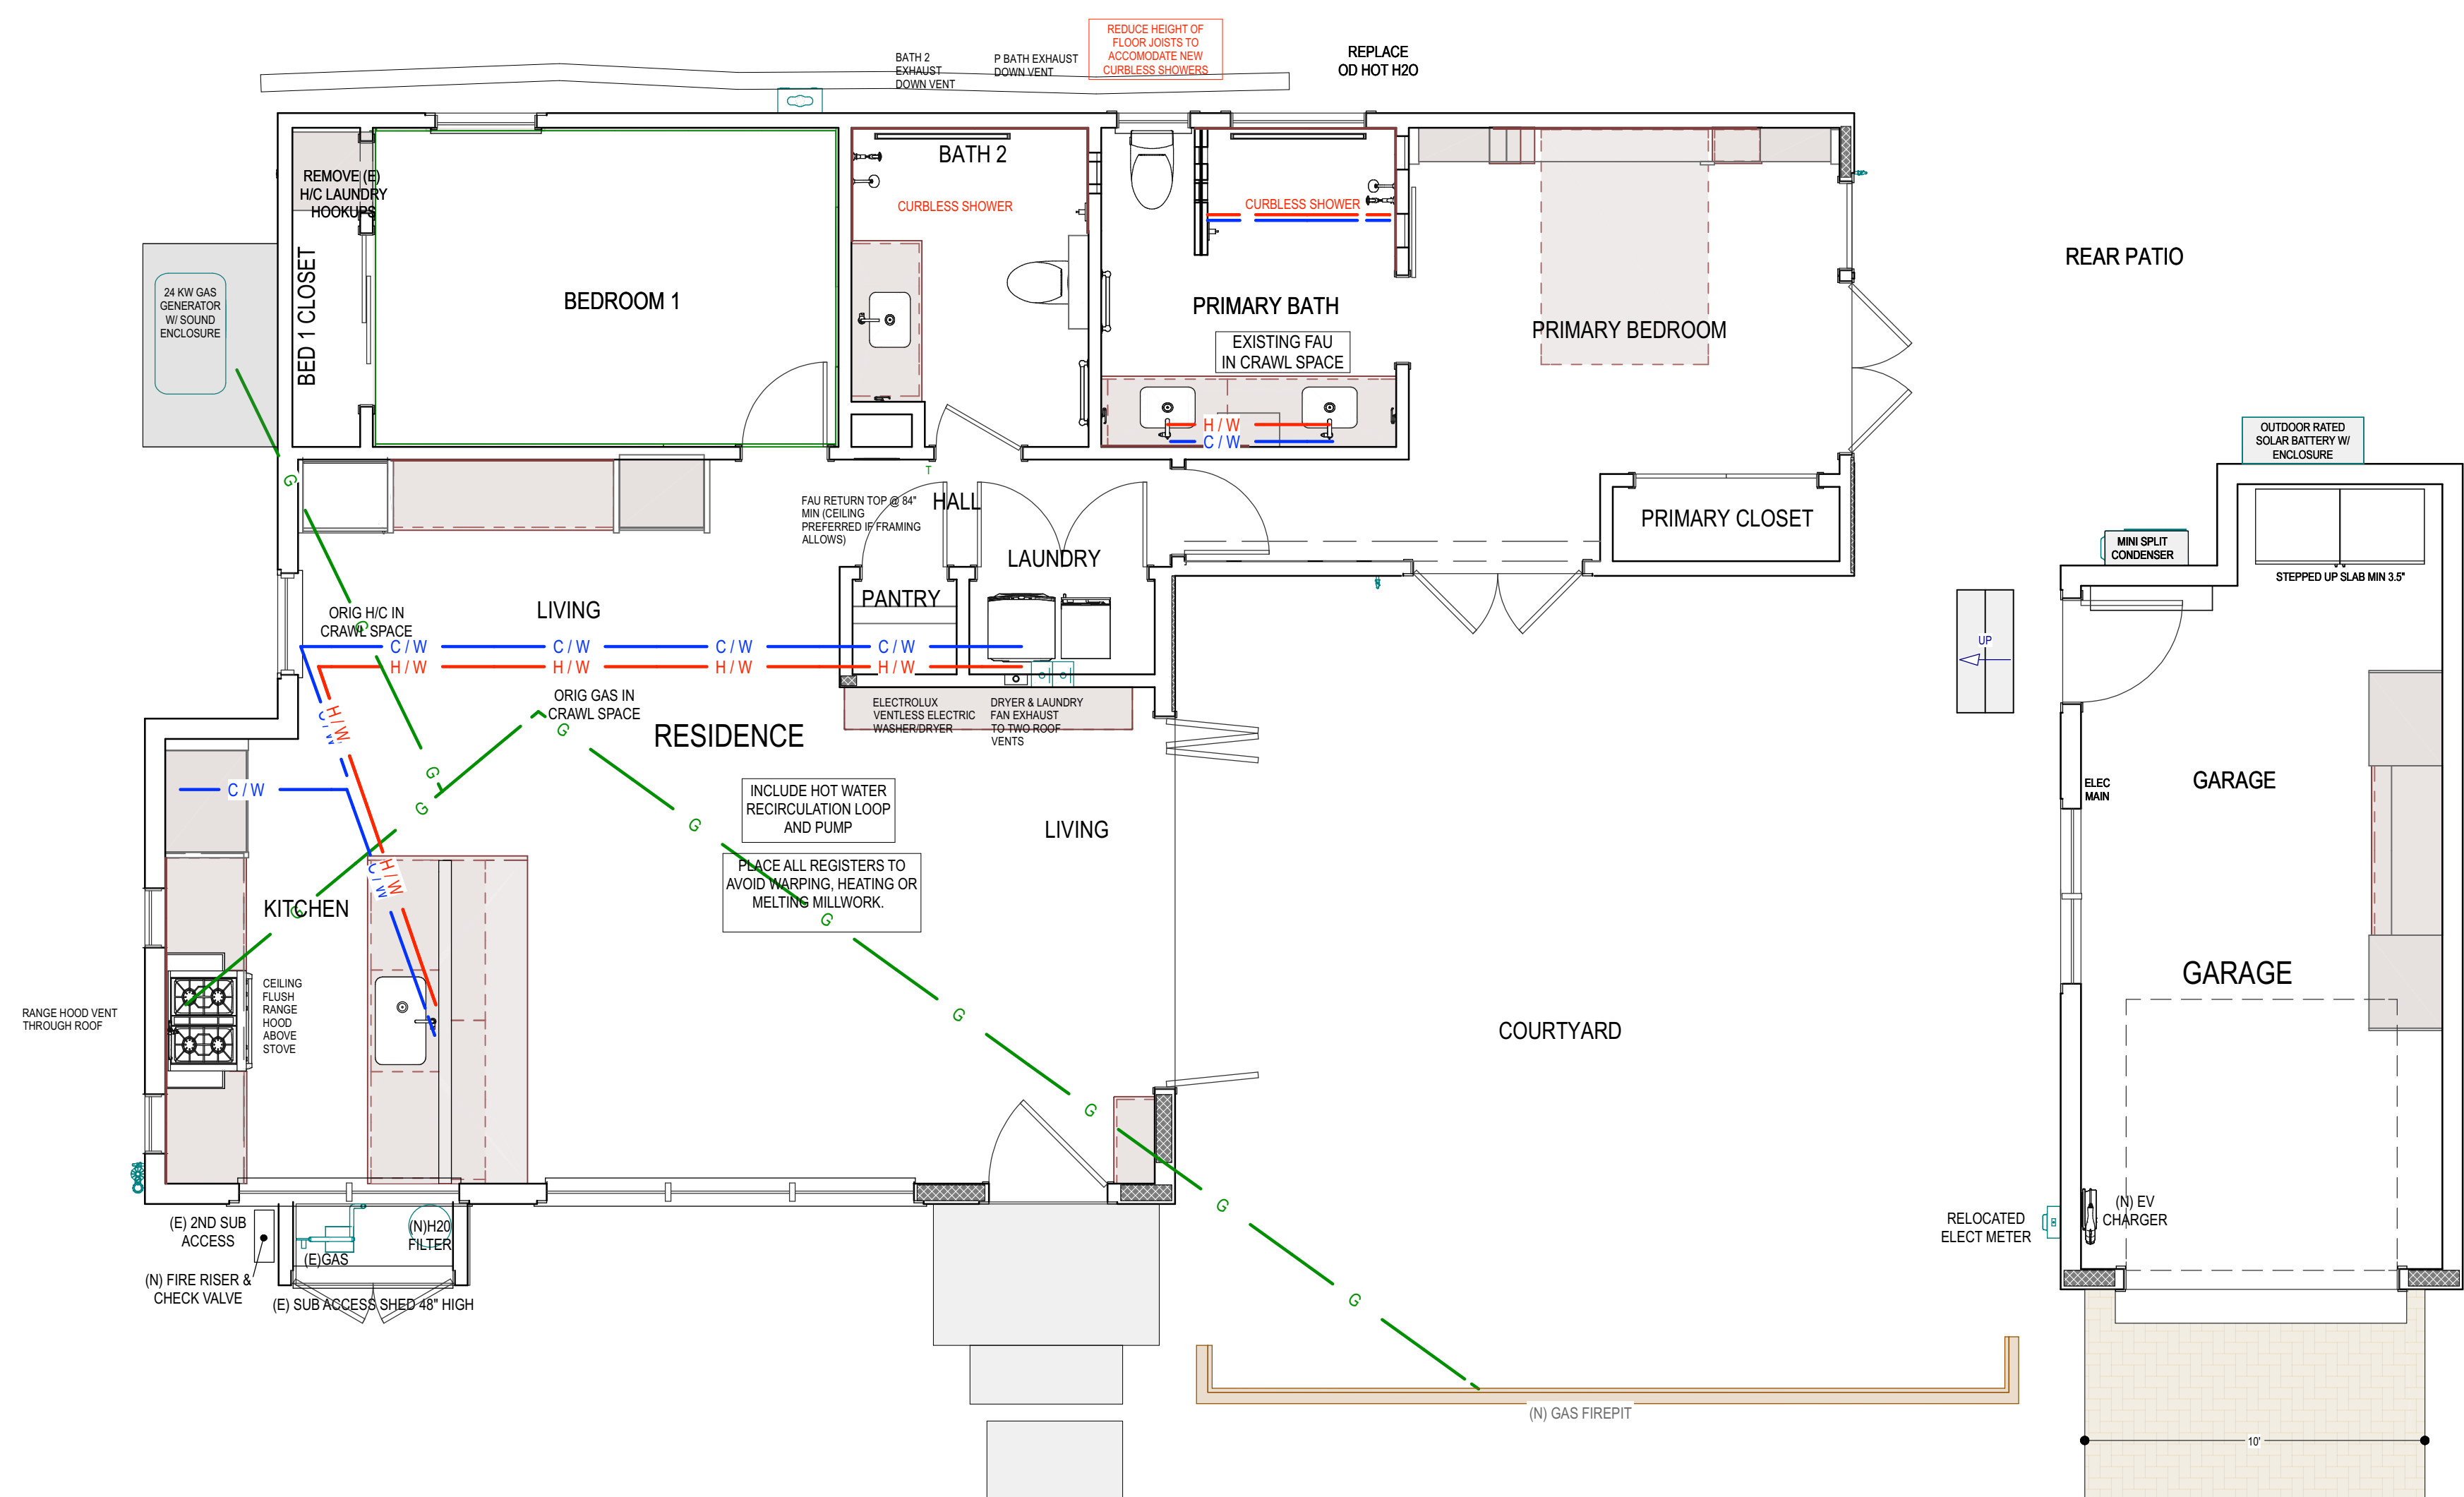 REDUCE HEIGHT OF
FLOOR JOISTS TO
ACCOMODATE NEW
CURBLESS SHOWERS
BATH 2
EXHAUST
DOWN VENT
P BATH EXHAUST
DOWN VENT
REPLACE
OD HOT H2O
REMOVE (E)
H/C LAUNDRY
HOOKUPS
BED 1 CLOSET
BEDROOM 1
BATH 2
CURBLESS SHOWER
CURBLESS SHOWER
PRIMARY BATH
EXISTING FAU
IN CRAWL SPACE
H / W
C / W
PRIMARY BEDROOM
REAR PATIO
24 KW GAS
GENERATOR
W/ SOUND
ENCLOSURE
G
T
FAU RETURN TOP @ 84"
MIN (CEILING
PREFERRED IF FRAMING
ALLOWS)
HALL
LAUNDRY
PANTRY
PRIMARY CLOSET
OUTDOOR RATED
SOLAR BATTERY W/
ENCLOSURE
MINI SPLIT
CONDENSER
STEPPED UP SLAB MIN 3.5"
UP
LIVING
ORIG H/C IN
CRAWL SPACE
G
C / W
C / W
C / W
C / W
H / W
H / W
H / W
H / W
C / W
H / W
ORIG GAS IN
CRAWL SPACE
G
RESIDENCE
ELECTROLUX
VENTLESS ELECTRIC
WASHER/DRYER
DRYER & LAUNDRY
FAN EXHAUST
TO TWO ROOF
VENTS
G
G
C / W
INCLUDE HOT WATER
RECIRCULATION LOOP
AND PUMP
G
LIVING
PLACE ALL REGISTERS TO
AVOID WARPING, HEATING OR
MELTING MILLWORK.
G
H / W
C / W
KITCHEN
G
ELEC
MAIN
GARAGE
GARAGE
RANGE HOOD VENT
THROUGH ROOF
CEILING
FLUSH
RANGE
HOOD
ABOVE
STOVE
G
COURTYARD
G
G
(E) 2ND SUB
ACCESS
(N)H20
FILTER
(E)GAS
(N) FIRE RISER &
CHECK VALVE
(E) SUB ACCESS SHED 48" HIGH
G
RELOCATED
ELECT METER
(N) EV
CHARGER
(N) GAS FIREPIT
10'